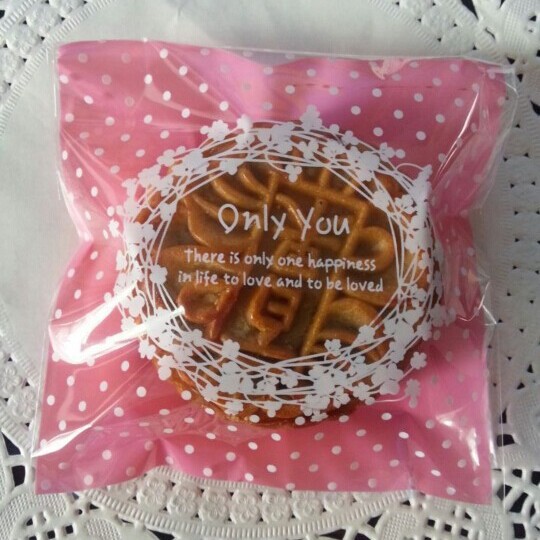 Only You
There is only one happiness
in life to love and to be loved